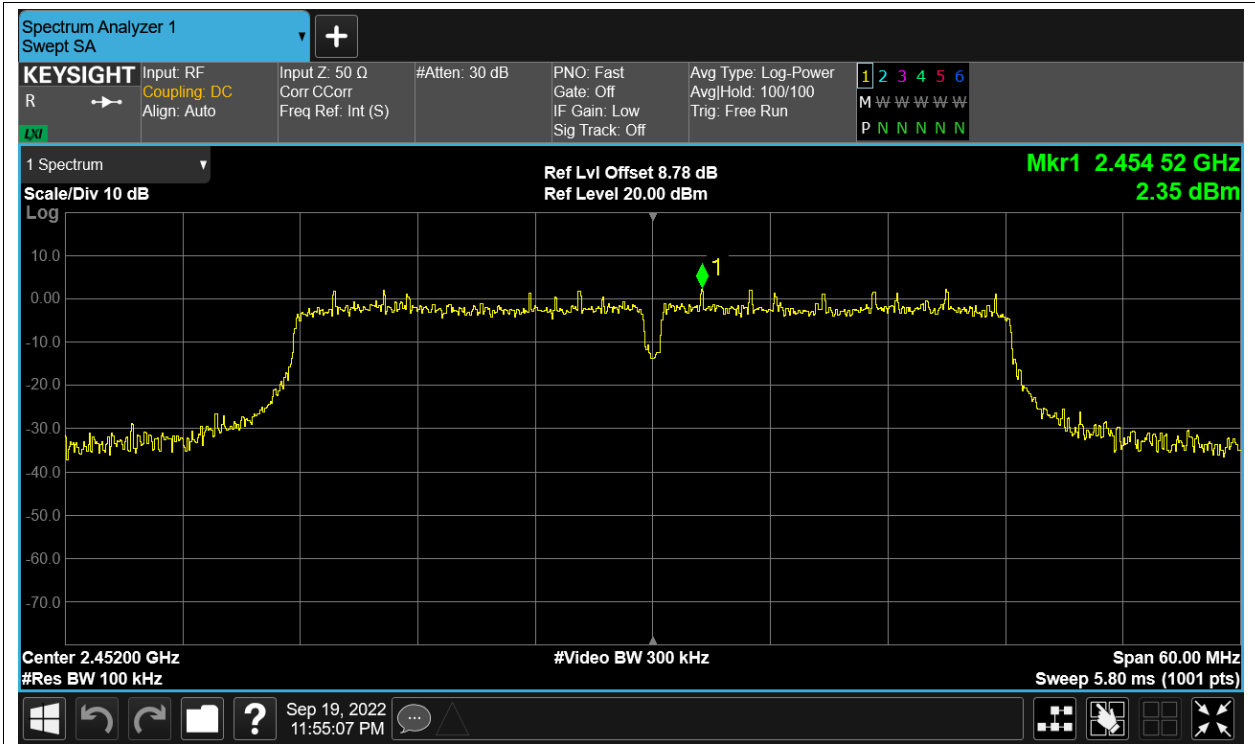 Spectrum Analyzer 1
Swept SA
KEYSIGHT
R
LXI
Input: RF
Coupling: DC
Align: Auto
Input Z: 50 Ω
Corr CCorr
Freq Ref: Int (S)
#Atten: 30 dB
PNO: Fast
Gate: Off
IF Gain: Low
Sig Track: Off
Avg Type: Log-Power
Avg|Hold: 100/100
Trig: Free Run
1 2 3 4 5 6
M W W W W W
P N N N N N
1 Spectrum
Scale/Div 10 dB
Log
Ref Lvl Offset 8.78 dB
Ref Level 20.00 dBm
Mkr1 2.454 52 GHz
2.35 dBm
1
10.0
0.00
-10.0
-20.0
-30.0
-40.0
-50.0
-60.0
-70.0
Center 2.45200 GHz
#Res BW 100 kHz
#Video BW 300 kHz
Span 60.00 MHz
Sweep 5.80 ms (1001 pts)
?
Sep 19, 2022
11:55:07 PM